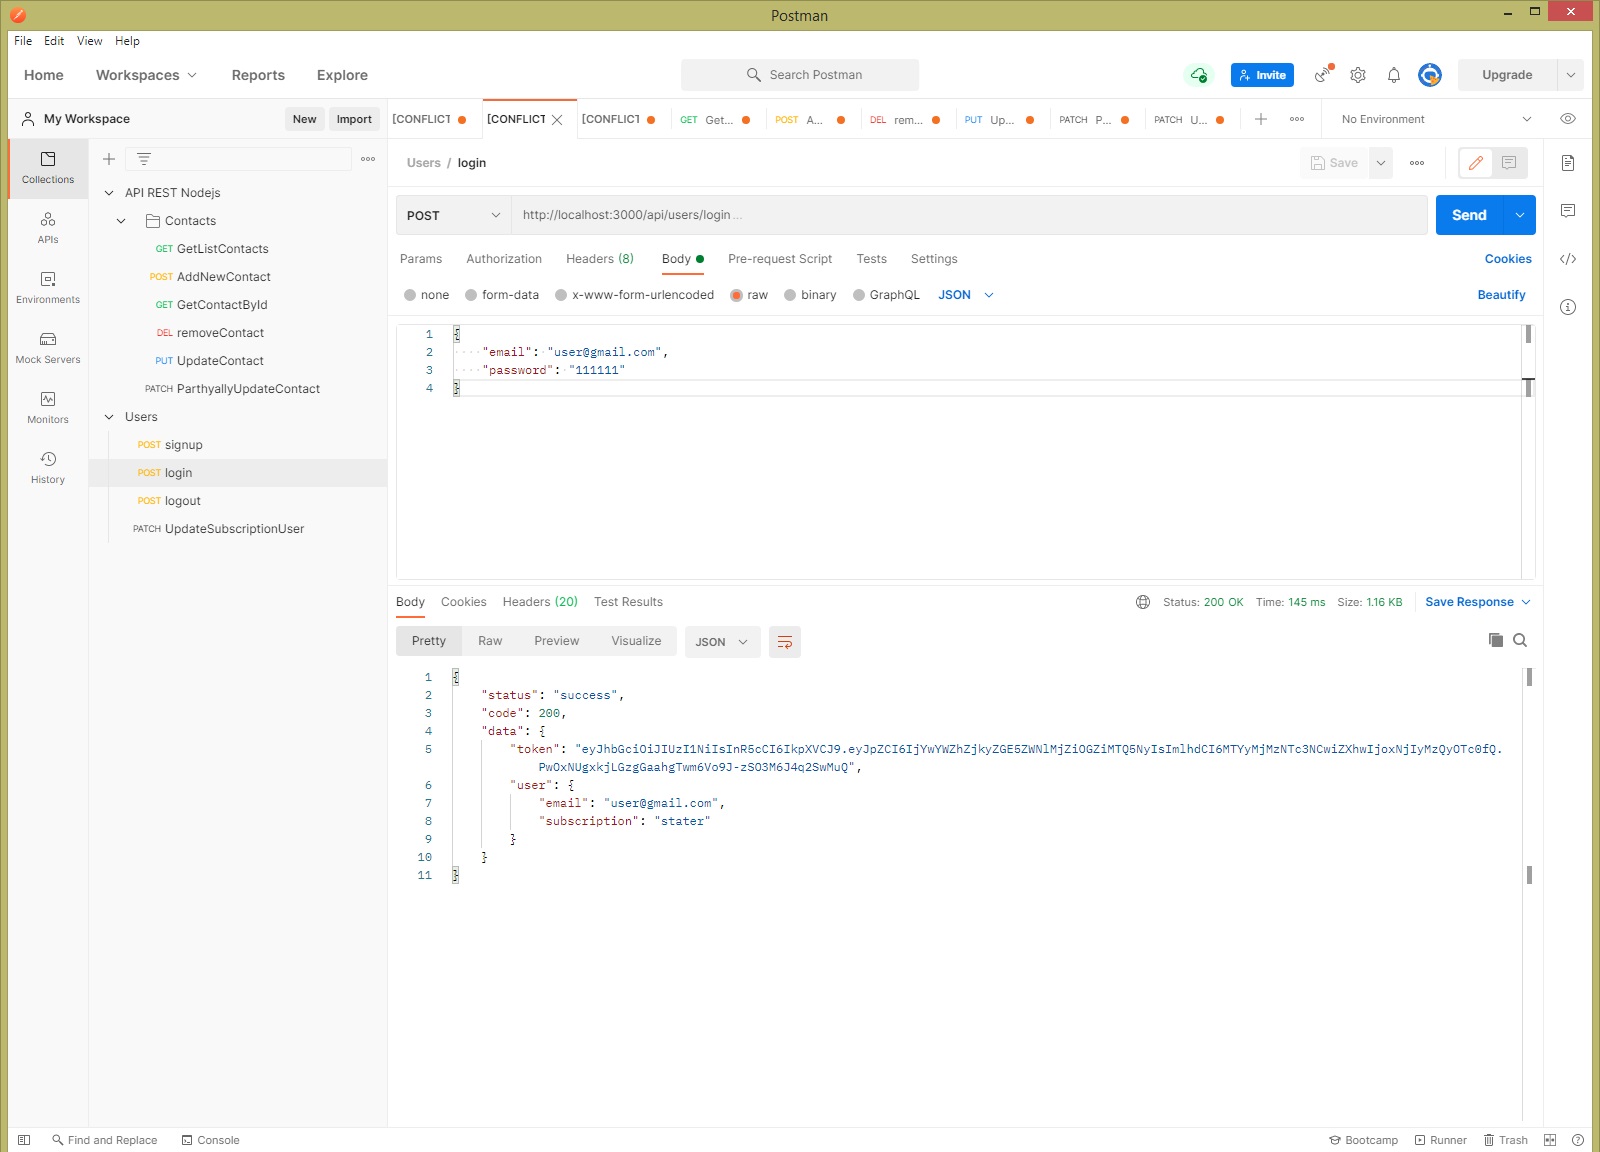 Postman
File Edit View Help
Home Workspaces Reports Explore
Search Postman
Invite
Upgrade
My Workspace
New Import
[CONFLICT [CONFLICT [CONFLICT GET Get... POST A... DEL rem... PUT Up... PATCH P... PATCH U...
No Environment
Collections
APIs
Environments
Mock Servers
Monitors
History
API REST Nodejs
Contacts
GET GetListContacts
POST AddNewContact
GET GetContactById
DEL removeContact
PUT UpdateContact
PATCH ParthyallyUpdateContact
Users
POST signup
POST login
POST logout
PATCH UpdateSubscriptionUser
Users / login
Save
POST http://localhost:3000/api/users/login ...
Send
Params Authorization Headers (8) Body Pre-request Script Tests Settings
Cookies
none form-data x-www-form-urlencoded raw binary GraphQL JSON
Beautify
1 {
2 "email": "user@gmail.com",
3 "password": "111111"
4 }
Body Cookies Headers (20) Test Results
Status: 200 OK Time: 145 ms Size: 1.16 KB Save Response
Pretty Raw Preview Visualize JSON
1 {
2 "status": "success",
3 "code": 200,
4 "data": {
5 "token": "eyJhbGciOiJIUzI1NiIsInR5cCI6IkpXVCJ9.eyJpZCI6IjYwYWZhZjkyZGE5ZWNlMjZiOGZiMTQ5NyIsImlhdCI6MTYyMjMzNTc3NCwiZXhwIjoxNjIyMzQyOTc0fQ.
PwOxNUgxkjLGzgGaahgTwm6Vo9J-zSO3M6J4q2SwMuQ",
6 "user": {
7 "email": "user@gmail.com",
8 "subscription": "stater"
9 }
10 }
11 }
Find and Replace Console
Bootcamp Runner Trash